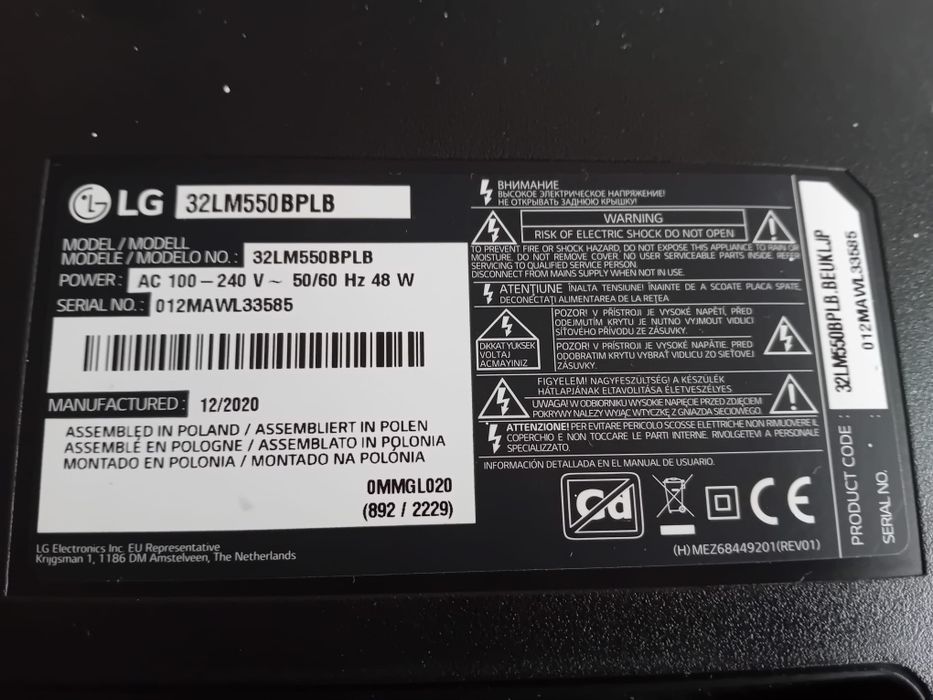 LG 32LM550BPLB
MODEL / MODELL
MODÈLE / MODELO NO. : 32LM550BPLB
POWER : AC 100 – 240 V ~ 50/60 Hz 48 W
SERIAL NO. : 012MAWL33585
MANUFACTURED : 12/2020
ASSEMBLED IN POLAND / ASSEMBLIERT IN POLEN
ASSEMBLÉ EN POLOGNE / ASSEMBLATO IN POLONIA
MONTADO EN POLONIA / MONTADO NA POLÓNIA
0MMGL020
(892 / 2229)
LG Electronics Inc. EU Representative
Krijgsman 1, 1186 DM Amstelveen, The Netherlands
ВНИМАНИЕ
ВЫСОКОЕ ЭЛЕКТРИЧЕСКОЕ НАПРЯЖЕНИЕ!
НЕ ОТКРЫВАТЬ ЗАДНЮЮ КРЫШКУ!
WARNING
RISK OF ELECTRIC SHOCK DO NOT OPEN
TO PREVENT FIRE OR SHOCK HAZARD, DO NOT EXPOSE THIS APPLIANCE TO RAIN OR
MOISTURE. DO NOT REMOVE COVER. NO USER SERVICEABLE PARTS INSIDE. REFER
SERVICING TO QUALIFIED SERVICE PERSON.
DISCONNECT FROM MAINS SUPPLY WHEN NOT IN USE.
ATENȚIUNE ÎNALTA TENSIUNE! ÎNAINTE DE A SCOATE PLACA SPATE,
DECONECTAȚI ALIMENTAREA DE LA REȚEA
DKKAT YUKSEK
VOLTAJ
ACMAYINIZ
POZOR! V PŘÍSTROJI JE VYSOKÉ NAPĚTÍ, PŘED
ODEJMUTÍM KRYTU JE NUTNO VYJMOUT VIDLICI
SÍŤOVÉHO PŘÍVODU ZE ZÁSUVKY.
POZOR! V PRÍSTROJI JE VYSOKÉ NAPÄTIE, PRED
ODOBRATIM KRYTU VYBRAŤ VIDLICU ZO SIEŤOVEJ
ZÁSUVKY.
FIGYELEM! NAGYFESZÜLTSÉG! A KÉSZÜLÉK
HÁTLAPJÁNAK ELTÁVOLÍTÁSA ÉLETVESZÉLYES
UWAGA! W ODBIORNIKU WYSOKIE NAPIĘCIE PRZED ZDJĘCIEM
POKRYWY NALEŻY WYJĄĆ WTYCZKĘ Z GNIAZDA SIECIOWEGO.
ATTENZIONE! PER EVITARE PERICOLO SCOSSE ELETTRICHE NON RIMUOVERE IL
COPERCHIO E NON TOCCARE LE PARTI INTERNE. RIVOLGETEVI A PERSONALE
SPECIALIZZATO.
INFORMACIÓN DETALLADA EN EL MANUAL DE USUARIO.
Cd
CE
(H) MEZ68449201(REV01)
PRODUCT CODE : 32LM550BPLB.BEUKLJP
SERIAL NO. : 012MAWL33585